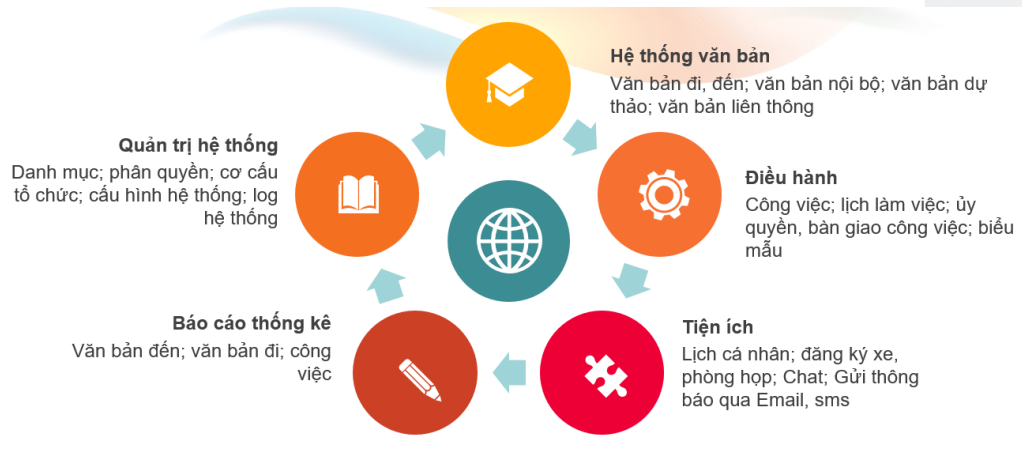 Hệ thống văn bản
Văn bản đi, đến; văn bản nội bộ; văn bản dự
thảo; văn bản liên thông
Quản trị hệ thống
Danh mục; phân quyền; cơ cấu
tổ chức; cấu hình hệ thống; log
hệ thống
Điều hành
Công việc; lịch làm việc; ủy
quyền, bàn giao công việc; biểu
mẫu
Báo cáo thống kê
Văn bản đến; văn bản đi; công
việc
Tiện ích
Lịch cá nhân; đăng ký xe,
phòng họp; Chat; Gửi thông
báo qua Email, sms